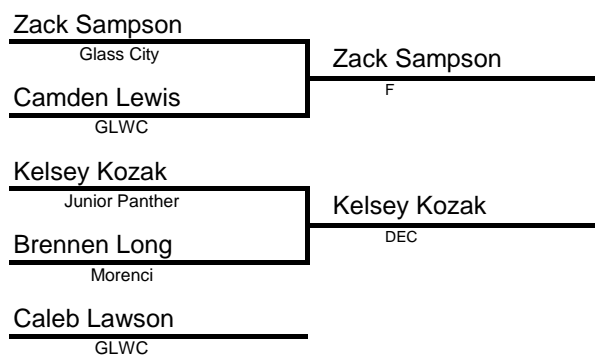 Zack Sampson
Glass City
Zack Sampson
F
Camden Lewis
GLWC
Kelsey Kozak
Junior Panther
Kelsey Kozak
DEC
Brennen Long
Morenci
Caleb Lawson
GLWC